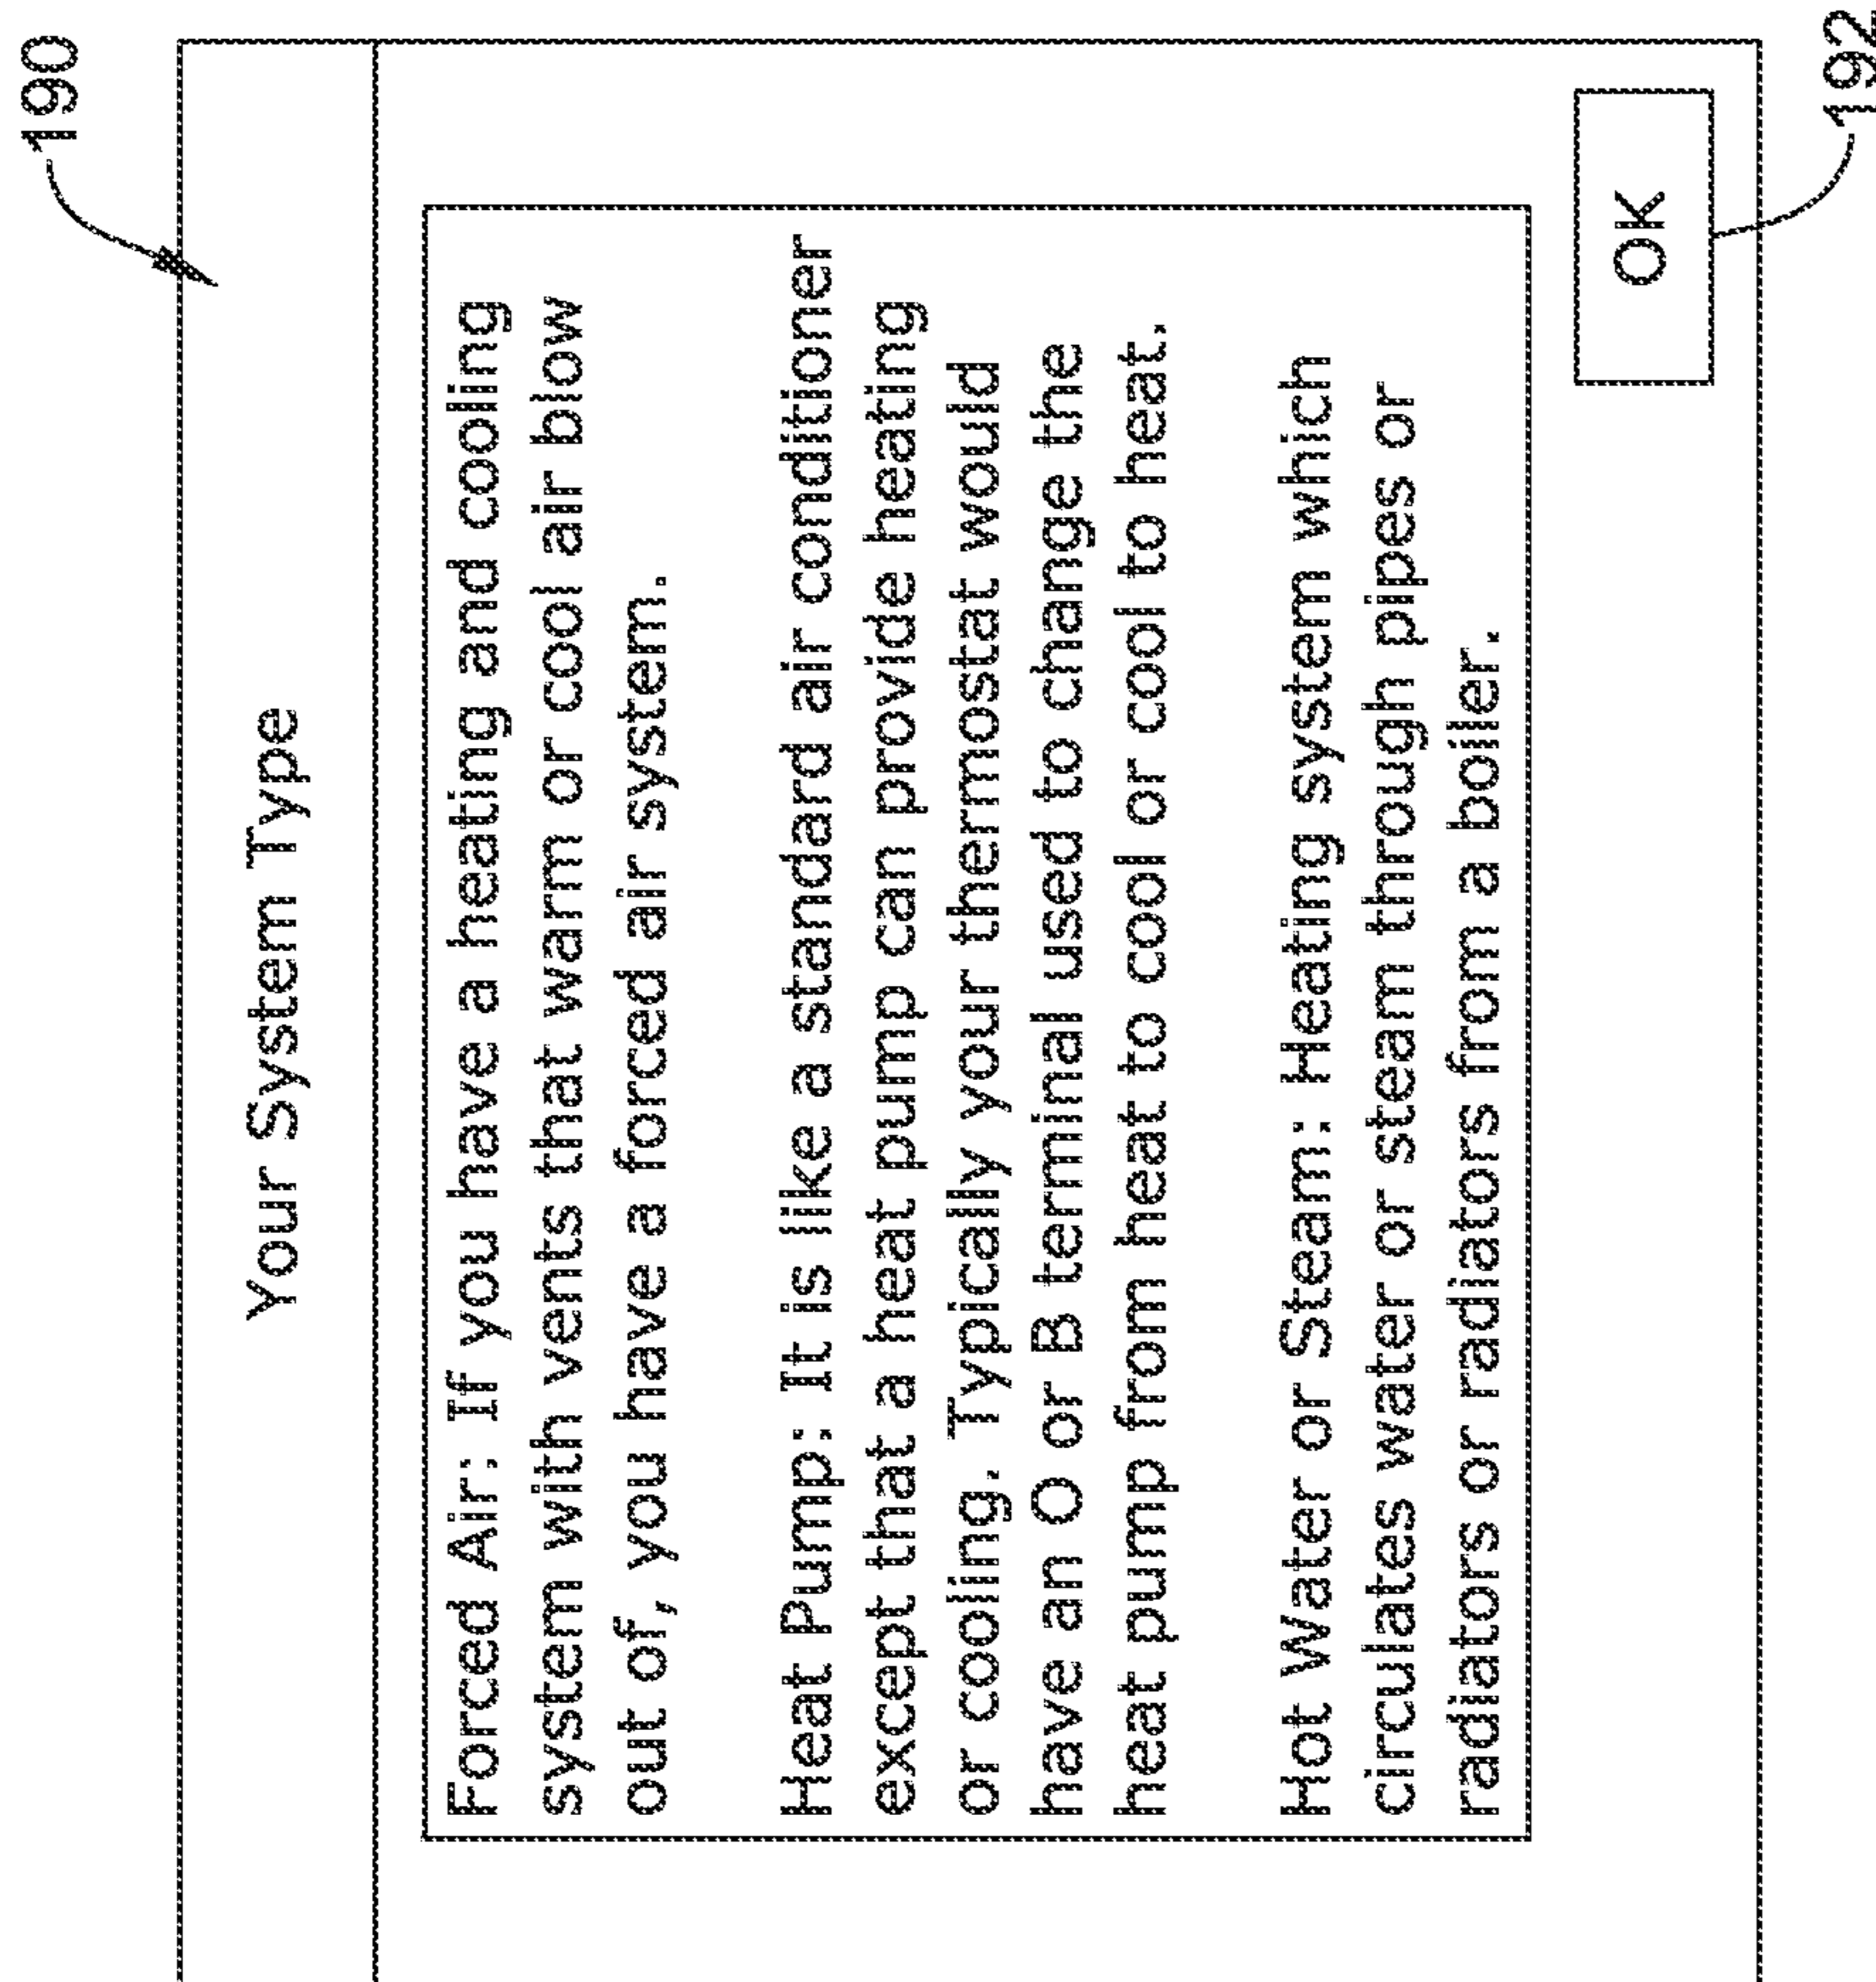 190
Your System Type
Forced Air: If you have a heating and cooling
system with vents that warm or cool air blow
out of, you have a forced air system.
Heat Pump: It is like a standard air conditioner
except that a heat pump can provide heating
or cooling. Typically your thermostat would
have an O or B terminal used to change the
heat pump from heat to cool or cool to heat.
Hot Water or Steam: Heating system which
circulates water or steam through pipes or
radiators or radiators from a boiler.
OK
192